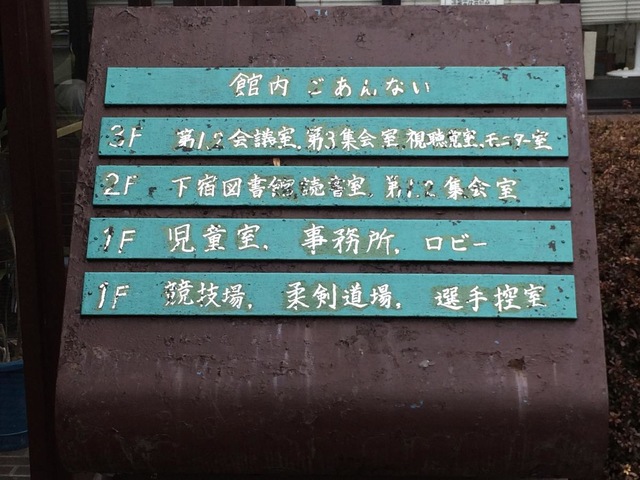 館内 ごあんない
3F 第1,2会議室,第3集会室,視聴覚室,モニター室
2F 下宿図書館,読書室,第1,2集会室
1F 児童室, 事務所, ロビー
1F 競技場, 柔剣道場, 選手控室